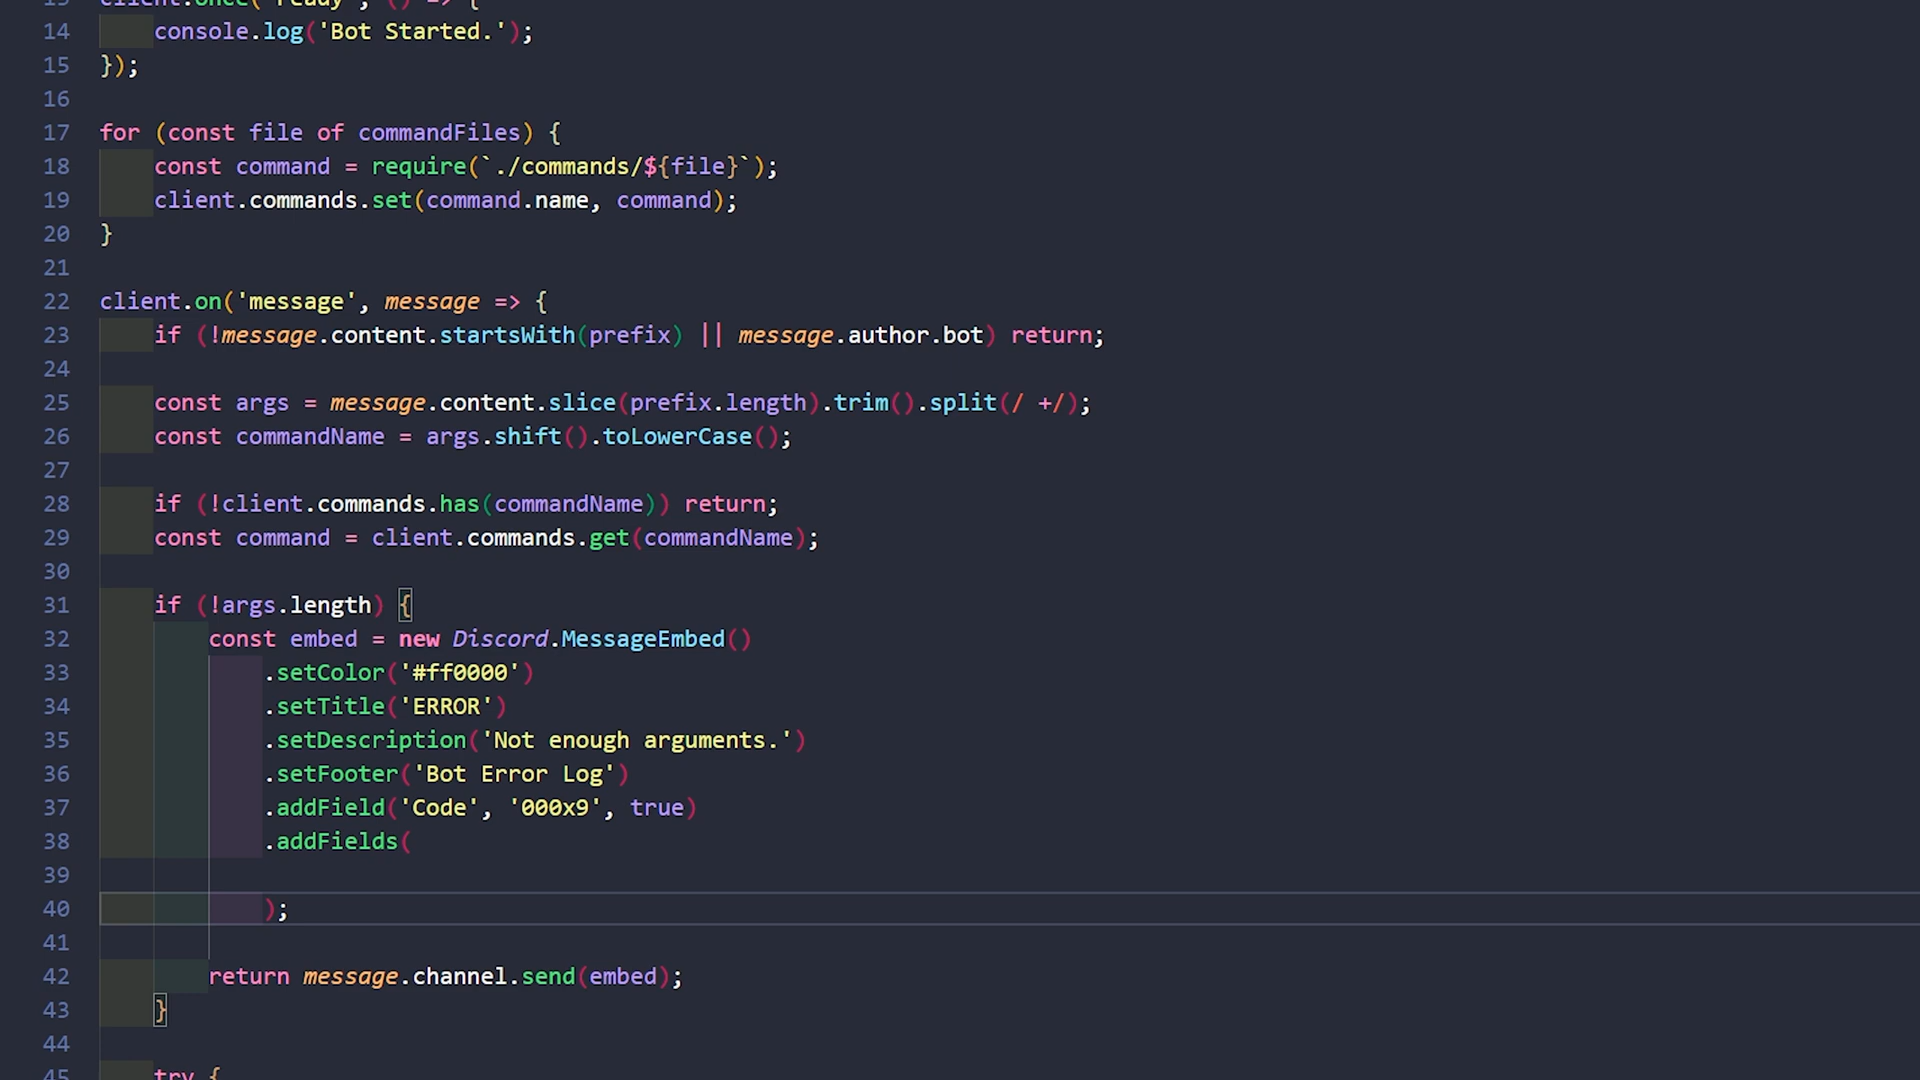 13 client.once('ready', () => {
14 console.log('Bot Started.');
15 });
16
17 for (const file of commandFiles) {
18 const command = require(`./commands/${file}`);
19 client.commands.set(command.name, command);
20 }
21
22 client.on('message', message => {
23 if (!message.content.startsWith(prefix) || message.author.bot) return;
24
25 const args = message.content.slice(prefix.length).trim().split(/ +/);
26 const commandName = args.shift().toLowerCase();
27
28 if (!client.commands.has(commandName)) return;
29 const command = client.commands.get(commandName);
30
31 if (!args.length) {
32 const embed = new Discord.MessageEmbed()
33 .setColor('#ff0000')
34 .setTitle('ERROR')
35 .setDescription('Not enough arguments.')
36 .setFooter('Bot Error Log')
37 .addField('Code', '000x9', true)
38 .addFields(
39
40 );
41
42 return message.channel.send(embed);
43 }
44
45 try {